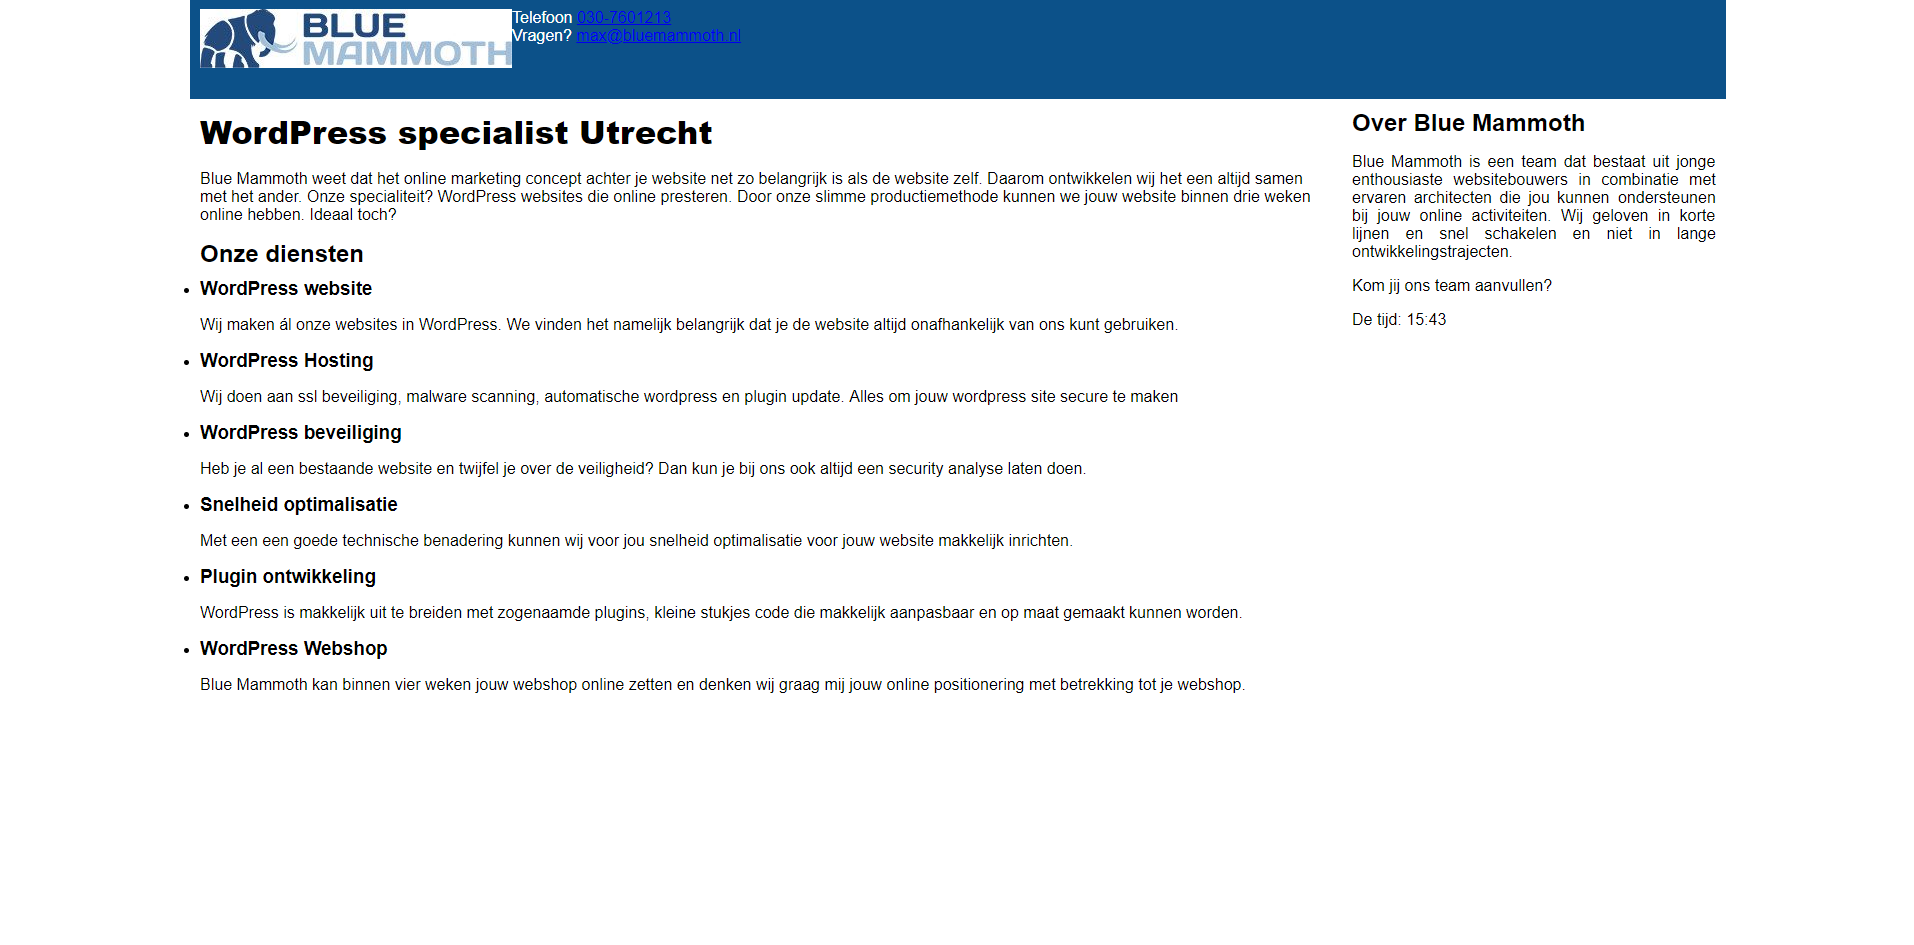 BLUE
MAMMOTH
Telefoon 030-7601213
Vragen? max@bluemammoth.nl
WordPress specialist Utrecht
Blue Mammoth weet dat het online marketing concept achter je website net zo belangrijk is als de website zelf. Daarom ontwikkelen wij het een altijd samen
met het ander. Onze specialiteit? WordPress websites die online presteren. Door onze slimme productiemethode kunnen we jouw website binnen drie weken
online hebben. Ideaal toch?
Onze diensten
• WordPress website
Wij maken ál onze websites in WordPress. We vinden het namelijk belangrijk dat je de website altijd onafhankelijk van ons kunt gebruiken.
• WordPress Hosting
Wij doen aan ssl beveiliging, malware scanning, automatische wordpress en plugin update. Alles om jouw wordpress site secure te maken
• WordPress beveiliging
Heb je al een bestaande website en twijfel je over de veiligheid? Dan kun je bij ons ook altijd een security analyse laten doen.
• Snelheid optimalisatie
Met een een goede technische benadering kunnen wij voor jou snelheid optimalisatie voor jouw website makkelijk inrichten.
• Plugin ontwikkeling
WordPress is makkelijk uit te breiden met zogenaamde plugins, kleine stukjes code die makkelijk aanpasbaar en op maat gemaakt kunnen worden.
• WordPress Webshop
Blue Mammoth kan binnen vier weken jouw webshop online zetten en denken wij graag mij jouw online positionering met betrekking tot je webshop.
Over Blue Mammoth
Blue Mammoth is een team dat bestaat uit jonge
enthousiaste websitebouwers in combinatie met
ervaren architecten die jou kunnen ondersteunen
bij jouw online activiteiten. Wij geloven in korte
lijnen en snel schakelen en niet in lange
ontwikkelingstrajecten.
Kom jij ons team aanvullen?
De tijd: 15:43